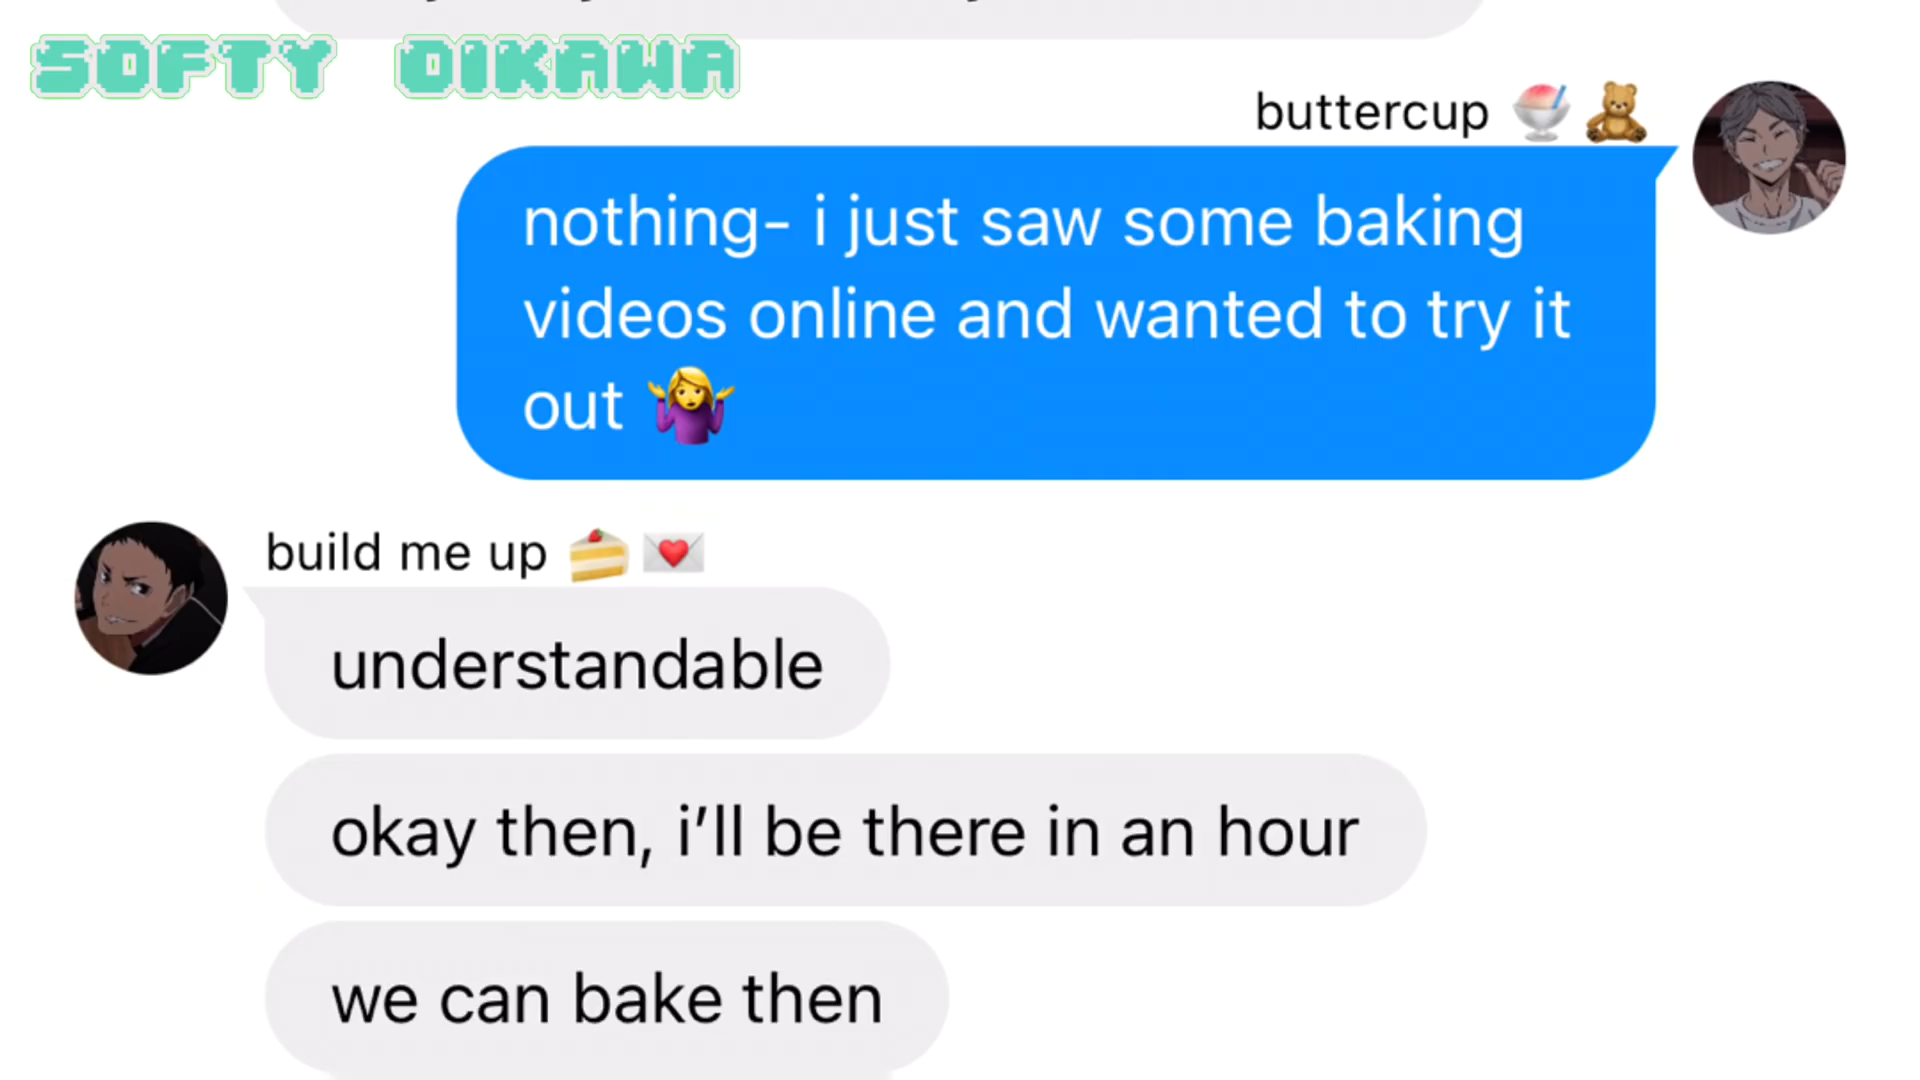 SOFTY OIKAWA
buttercup 🍧🧸
nothing- i just saw some baking
videos online and wanted to try it
out 🤷‍♀️
build me up 🍰💌
understandable
okay then, i’ll be there in an hour
we can bake then